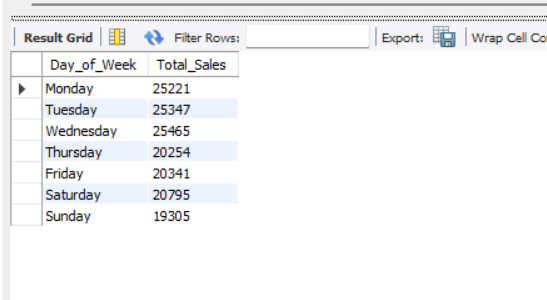 Result Grid Filter Rows: Export: Wrap Cell Co
Day_of_Week Total_Sales
Monday 25221
Tuesday 25347
Wednesday 25465
Thursday 20254
Friday 20341
Saturday 20795
Sunday 19305